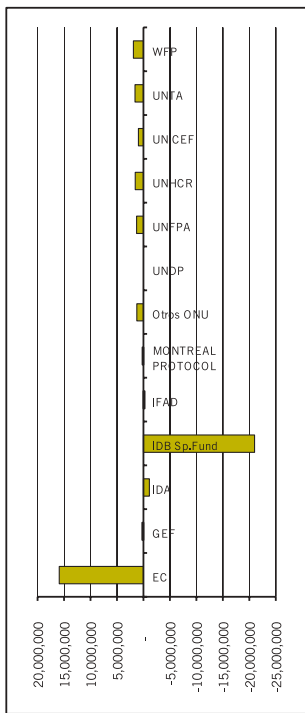 WFP
UNTA
UNICEF
UNHCR
UNFPA
UNDP
Otros ONU
MONTREAL
PROTOCOL
IFAD
IDB Sp.Fund
IDA
GEF
EC
20,000,000
15,000,000
10,000,000
5,000,000
-
-5,000,000
-10,000,000
-15,000,000
-20,000,000
-25,000,000